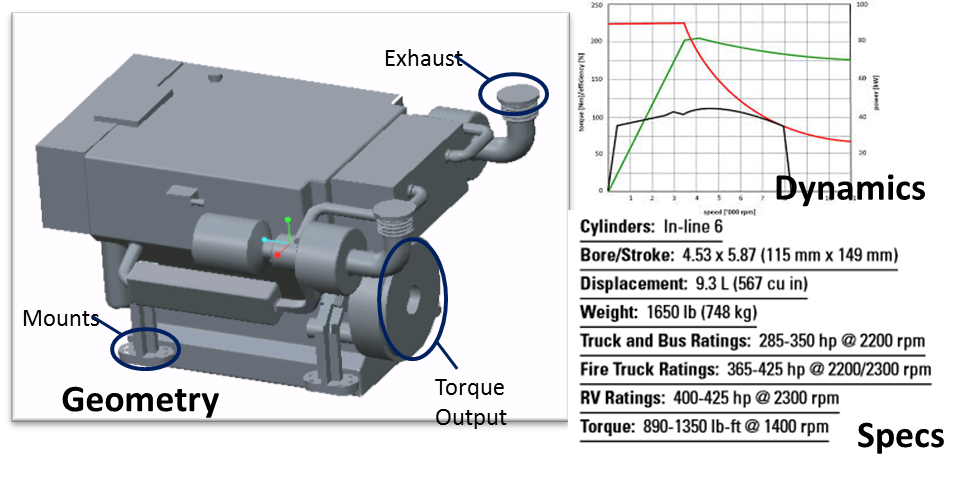 Exhaust
Mounts
Geometry
Torque
Output
250
200
150
100
50
0
torque [Nm]/efficiency [%]
100
80
60
40
20
power [kW]
1 2 3 4 5 6 7
speed ['000 rpm]
Dynamics
Cylinders: In-line 6
Bore/Stroke: 4.53 x 5.87 (115 mm x 149 mm)
Displacement: 9.3 L (567 cu in)
Weight: 1650 lb (748 kg)
Truck and Bus Ratings: 285-350 hp @ 2200 rpm
Fire Truck Ratings: 365-425 hp @ 2200/2300 rpm
RV Ratings: 400-425 hp @ 2300 rpm
Torque: 890-1350 lb-ft @ 1400 rpm
Specs